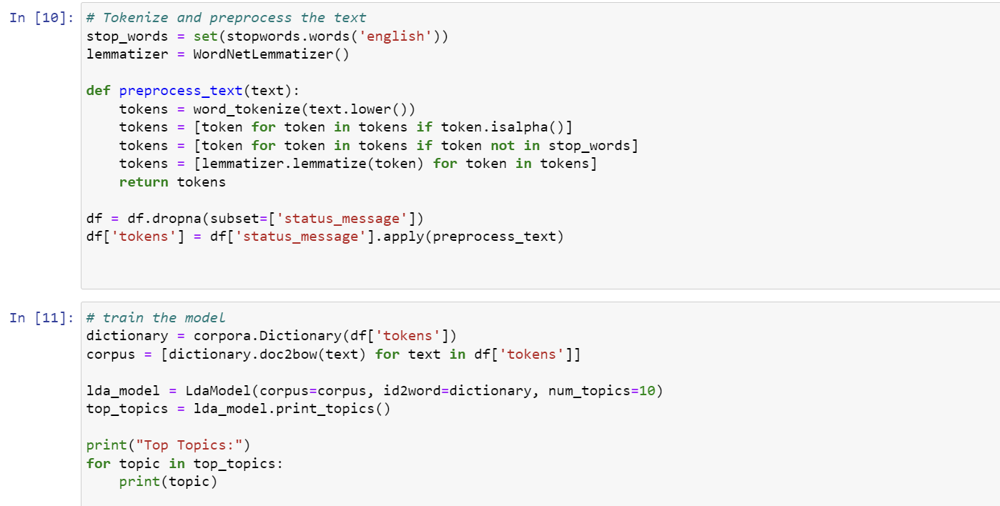 In [10]: # Tokenize and preprocess the text
stop_words = set(stopwords.words('english'))
lemmatizer = WordNetLemmatizer()
def preprocess_text(text):
    tokens = word_tokenize(text.lower())
    tokens = [token for token in tokens if token.isalpha()]
    tokens = [token for token in tokens if token not in stop_words]
    tokens = [lemmatizer.lemmatize(token) for token in tokens]
    return tokens
df = df.dropna(subset=['status_message'])
df['tokens'] = df['status_message'].apply(preprocess_text)
In [11]: # train the model
dictionary = corpora.Dictionary(df['tokens'])
corpus = [dictionary.doc2bow(text) for text in df['tokens']]
lda_model = LdaModel(corpus=corpus, id2word=dictionary, num_topics=10)
top_topics = lda_model.print_topics()
print("Top Topics:")
for topic in top_topics:
    print(topic)